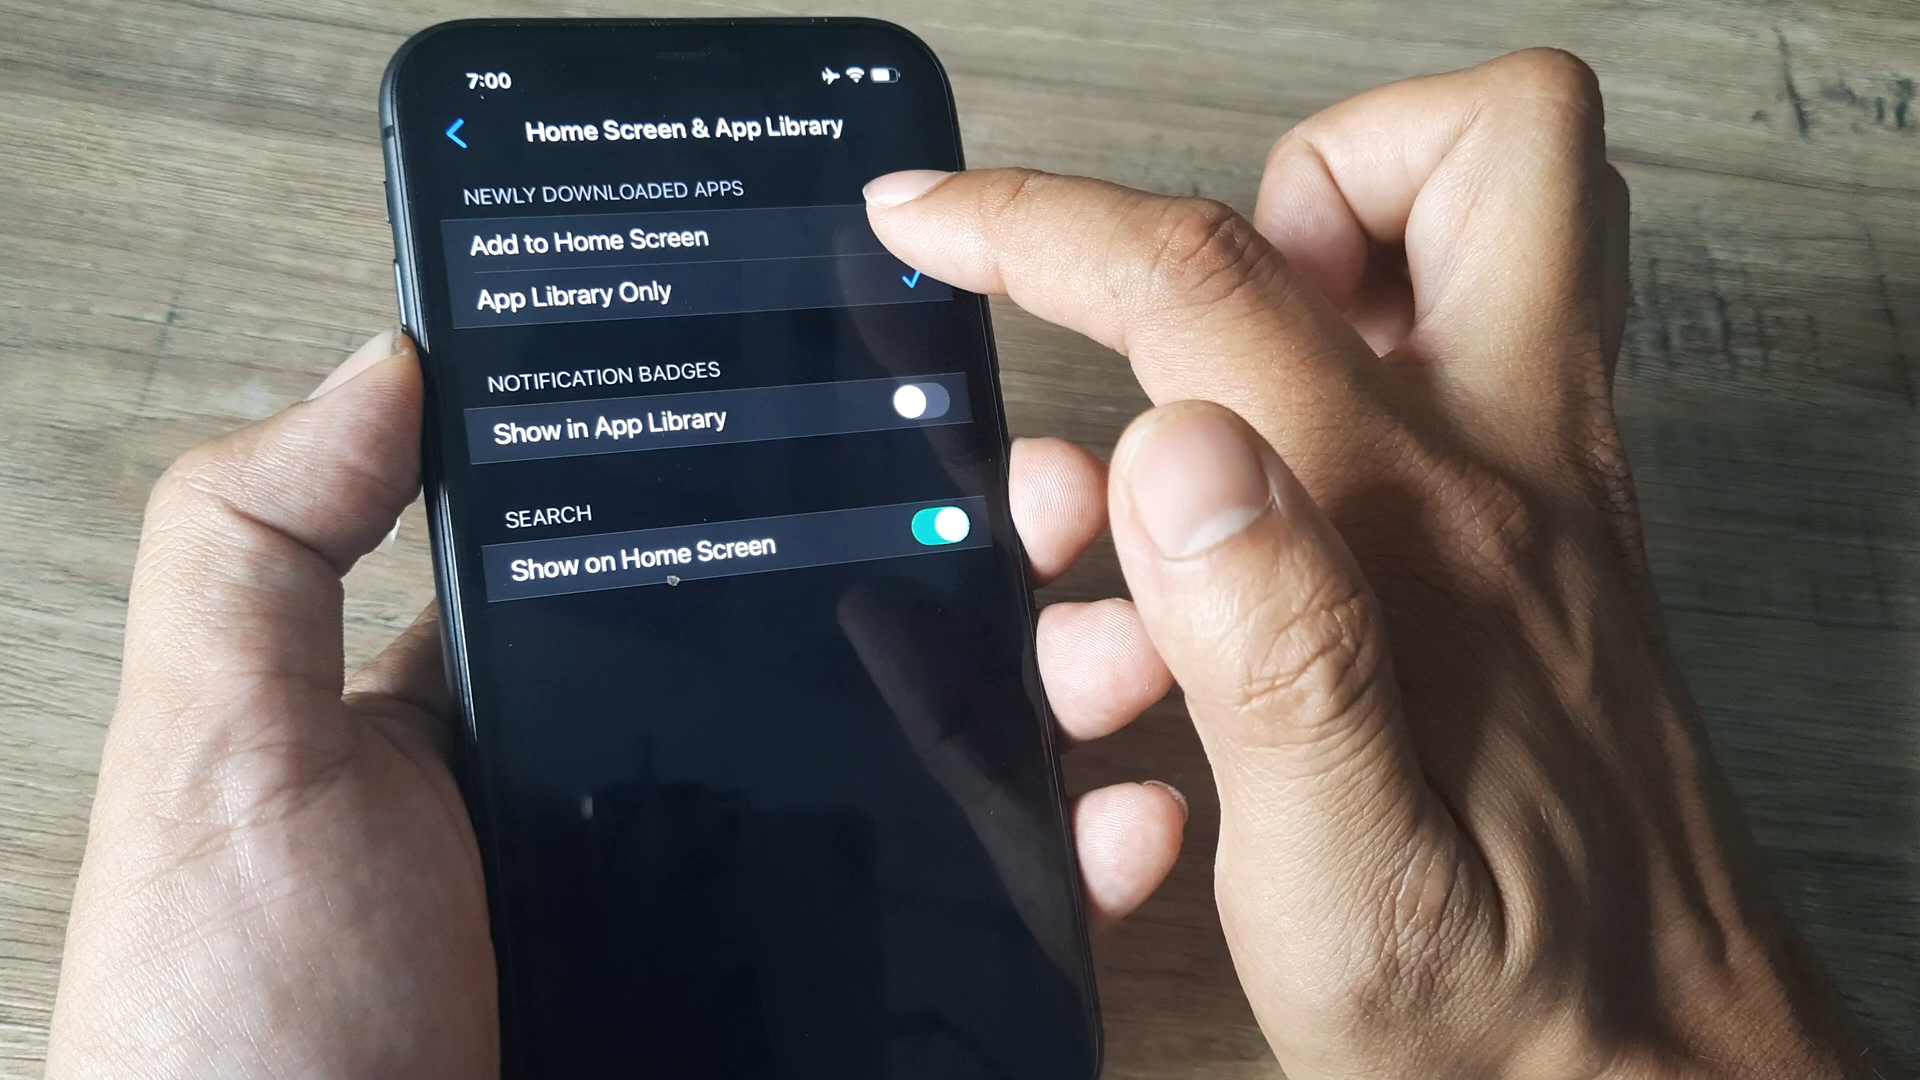 7:00
Home Screen & App Library
NEWLY DOWNLOADED APPS
Add to Home Screen
App Library Only
NOTIFICATION BADGES
Show in App Library
SEARCH
Show on Home Screen